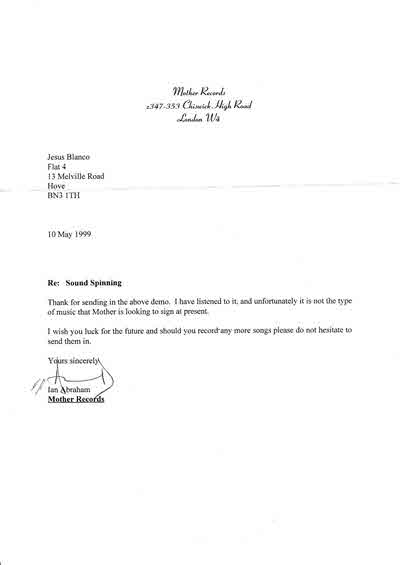 Mother Records
347-353 Chiswick High Road
London W4
Jesus Blanco
Flat 4
13 Melville Road
Hove
BN3 1TH
10 May 1999
Re: Sound Spinning
Thank for sending in the above demo. I have listened to it, and unfortunately it is not the type
of music that Mother is looking to sign at present.
I wish you luck for the future and should you record any more songs please do not hesitate to
send them in.
Yours sincerely
Ian Abraham
Mother Records